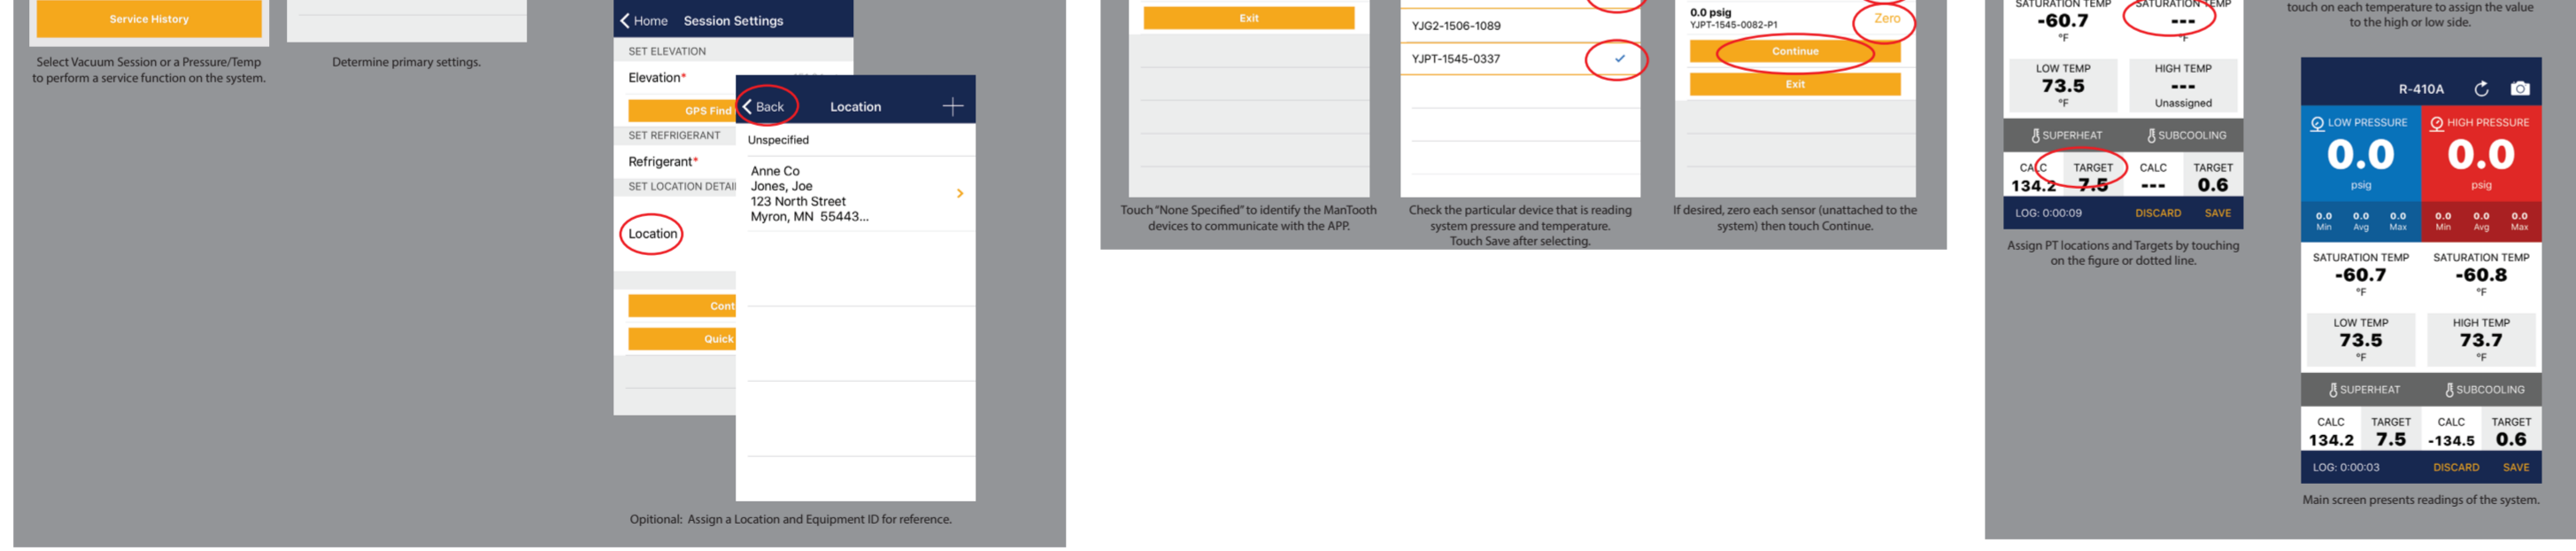 Service History
Select Vacuum Session or a Pressure/Temp
to perform a service function on the system.
Determine primary settings.
Home Session Settings
SET ELEVATION
Elevation*
GPS Find
SET REFRIGERANT
Refrigerant*
SET LOCATION DETAI
Location
Cont
Quick
Back Location
Unspecified
Anne Co
Jones, Joe
123 North Street
Myron, MN 55443...
Opitional: Assign a Location and Equipment ID for reference.
Exit
Touch "None Specified" to identify the ManTooth
devices to communicate with the APP.
YJG2-1506-1089
YJPT-1545-0337
Check the particular device that is reading
system pressure and temperature.
Touch Save after selecting.
0.0 psig
YJPT-1545-0082-P1
Zero
Continue
Exit
If desired, zero each sensor (unattached to the
system) then touch Continue.
SATURATION TEMP SATURATION TEMP
-60.7 ---
°F °F
LOW TEMP HIGH TEMP
73.5 ---
°F Unassigned
SUPERHEAT SUBCOOLING
CALC TARGET CALC TARGET
134.2 7.5 --- 0.6
LOG: 0:00:09 DISCARD SAVE
Assign PT locations and Targets by touching
on the figure or dotted line.
touch on each temperature to assign the value
to the high or low side.
R-410A
LOW PRESSURE HIGH PRESSURE
0.0 0.0
psig psig
0.0 0.0 0.0 0.0 0.0 0.0
Min Avg Max Min Avg Max
SATURATION TEMP SATURATION TEMP
-60.7 -60.8
°F °F
LOW TEMP HIGH TEMP
73.5 73.7
°F °F
SUPERHEAT SUBCOOLING
CALC TARGET CALC TARGET
134.2 7.5 -134.5 0.6
LOG: 0:00:03 DISCARD SAVE
Main screen presents readings of the system.